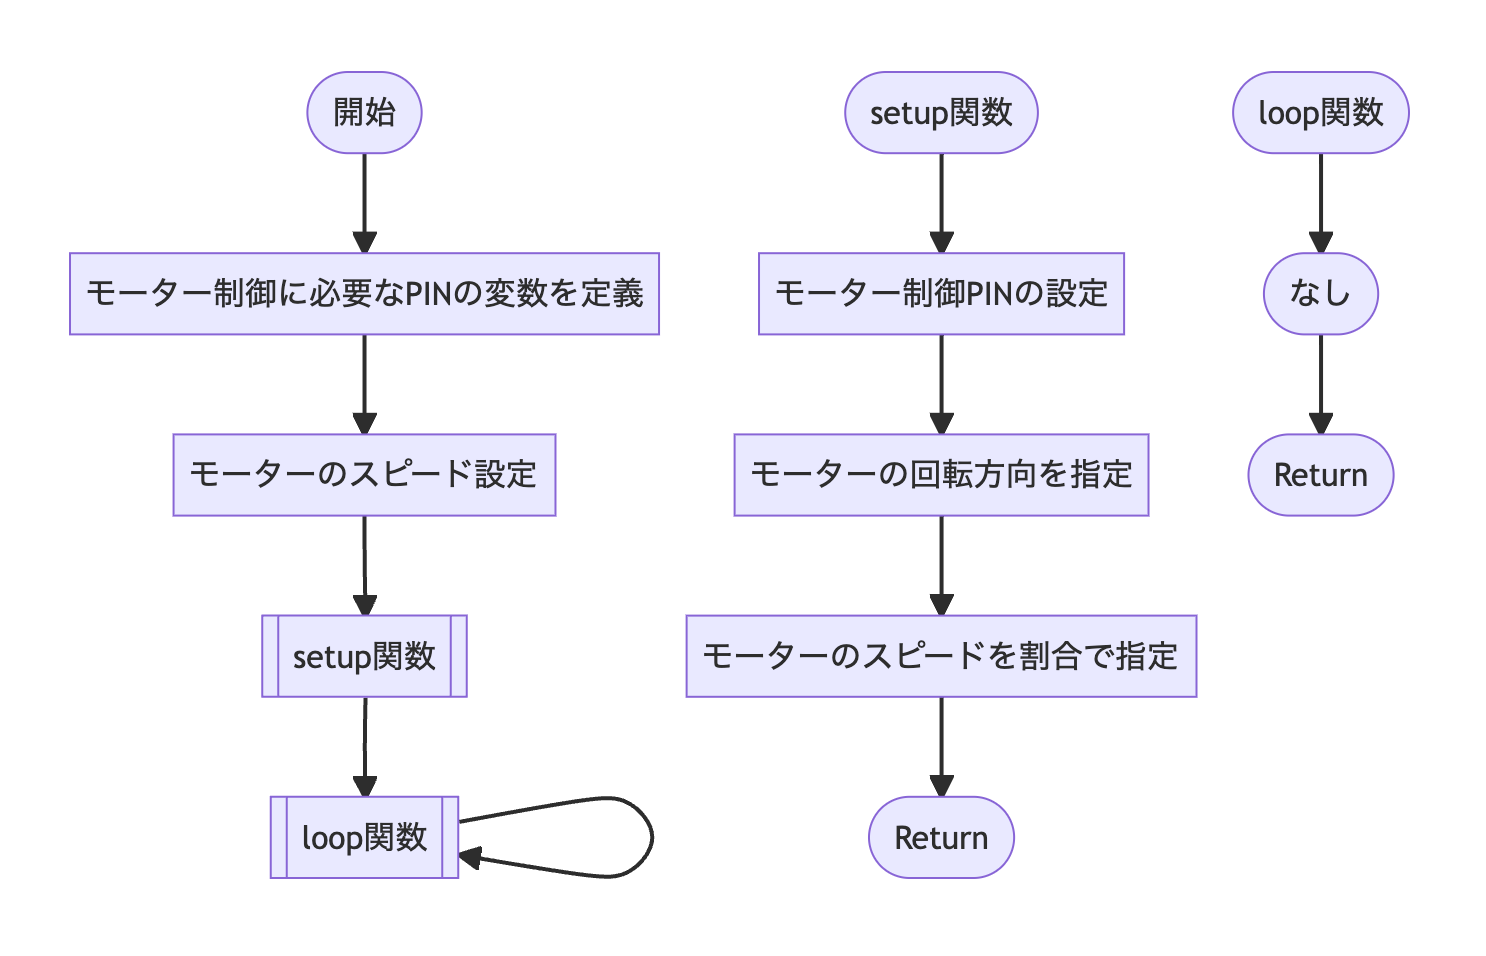 開始
モーター制御に必要なPINの変数を定義
モーターのスピード設定
setup関数
loop関数
setup関数
モーター制御PINの設定
モーターの回転方向を指定
モーターのスピードを割合で指定
Return
loop関数
なし
Return